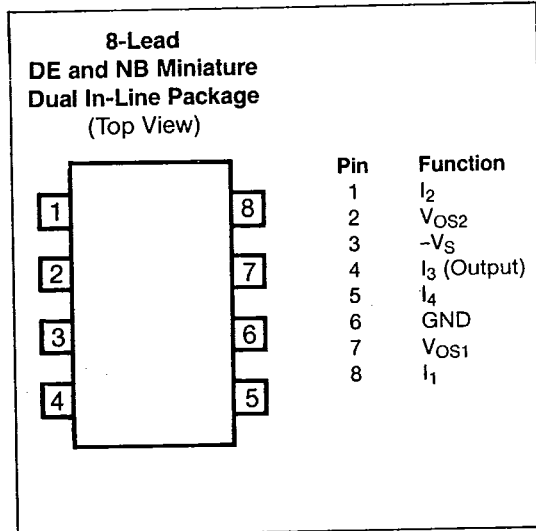 8-Lead
DE and NB Miniature
Dual In-Line Package
(Top View)
1
2
3
4
8
7
6
5
Pin Function
1 I2
2 VOS2
3 -VS
4 I3 (Output)
5 I4
6 GND
7 VOS1
8 I1